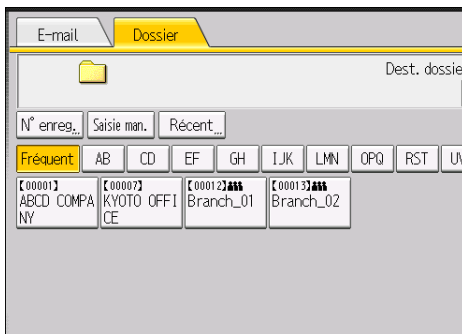 E-mail Dossier
Dest. dossie
N° enreg... Saisie man. Récent...
Fréquent AB CD EF GH IJK LMN OPQ RST UV
[00001] [00007] [00012] [00013]
ABCD COMPA KYOTO OFFI Branch_01 Branch_02
NY CE